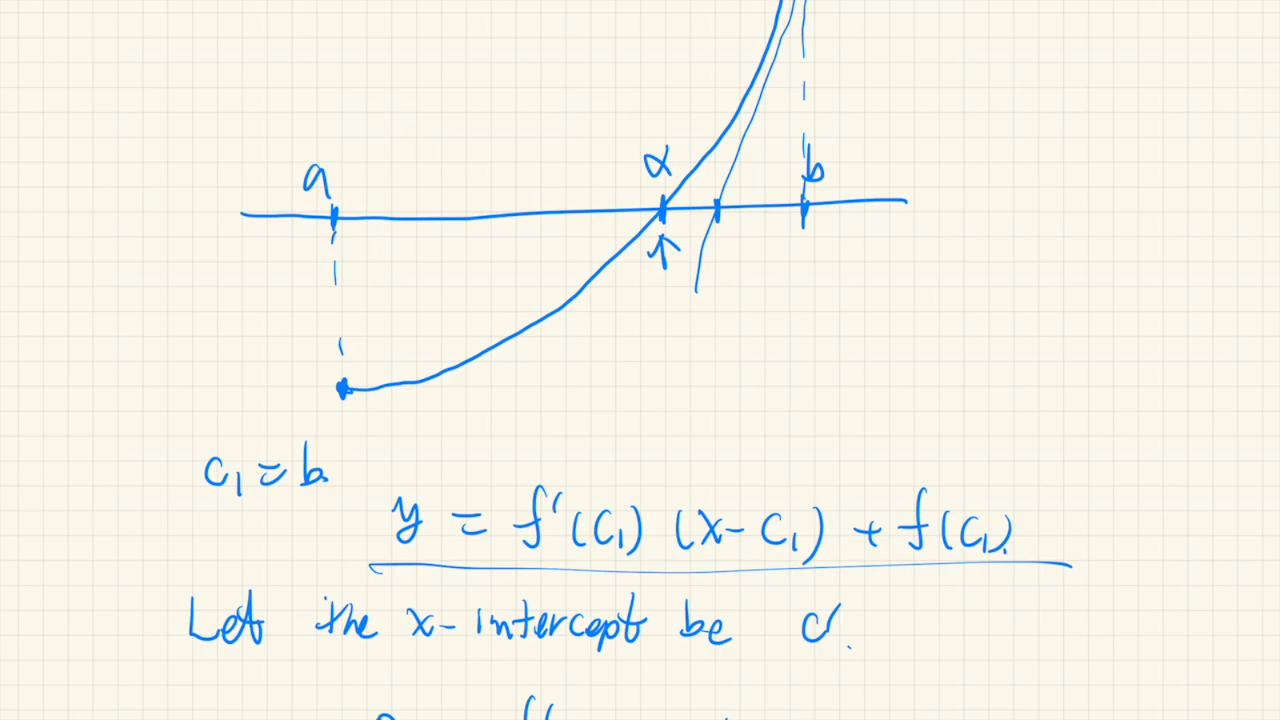 a
α
b
c₁ = b
y = f'(c₁) (x - c₁) + f(c₁).
Let the x-intercept be